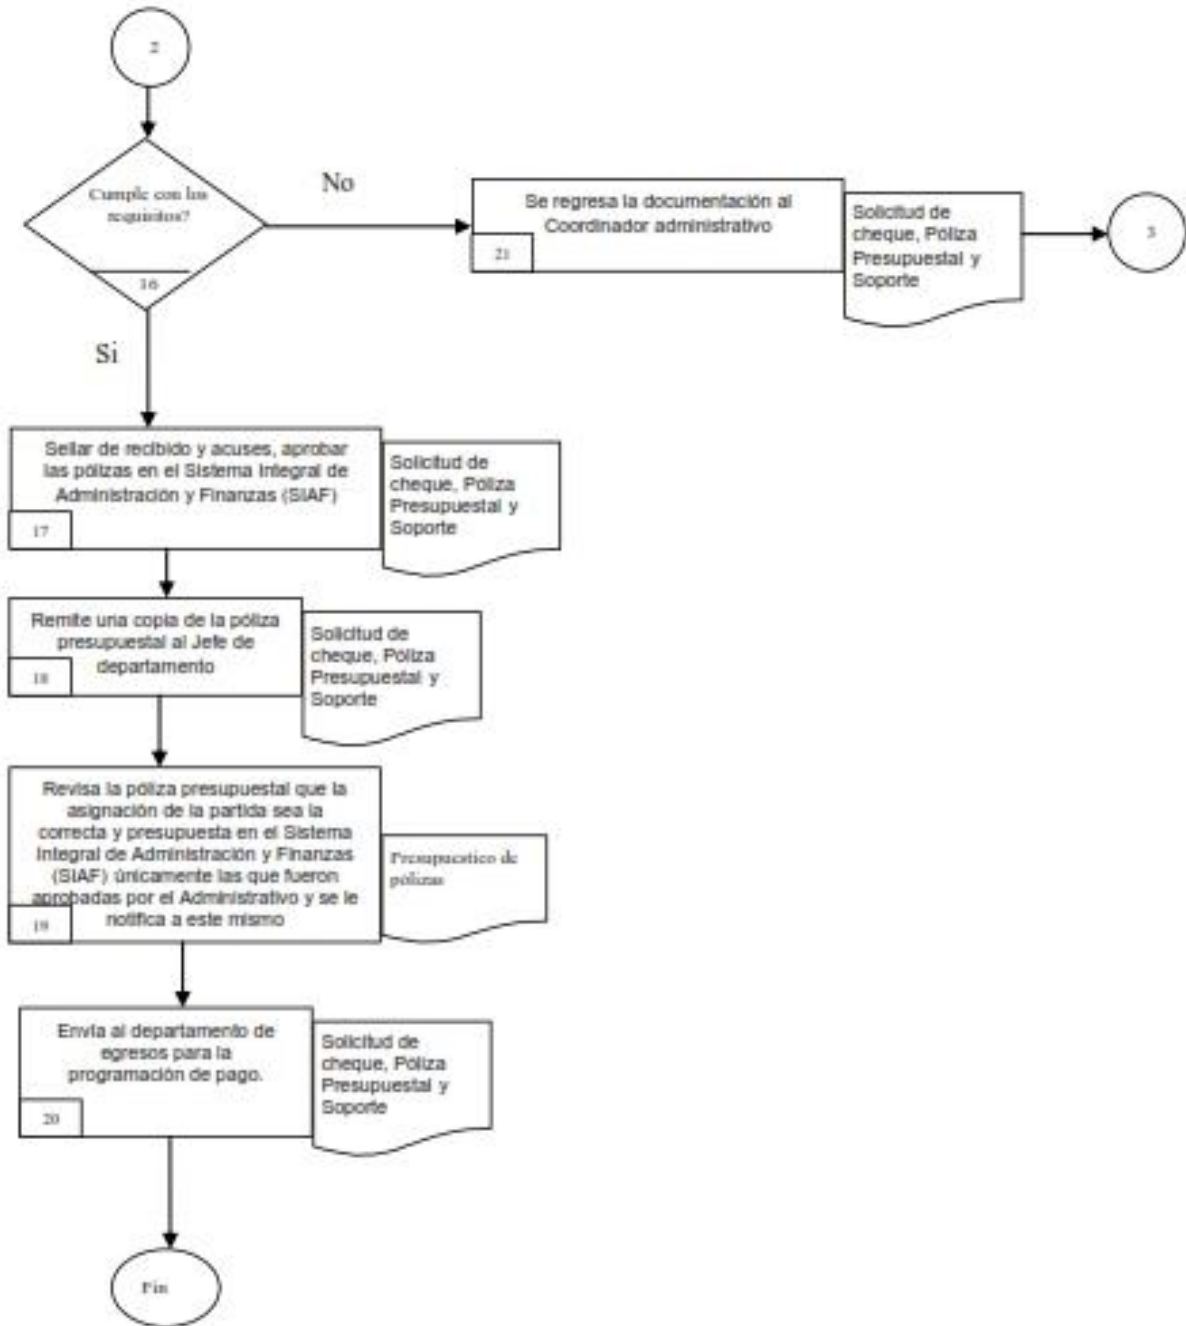 2
Cumple con los
requisitos?
16
No
Se regresa la documentación al
Coordinador administrativo
21
Solicitud de
cheque, Póliza
Presupuestal y
Soporte
3
Si
Sellar de recibido y acuses, aprobar
las pólizas en el Sistema Integral de
Administración y Finanzas (SIAF)
17
Solicitud de
cheque, Póliza
Presupuestal y
Soporte
Remite una copia de la póliza
presupuestal al Jefe de
departamento
18
Solicitud de
cheque, Póliza
Presupuestal y
Soporte
Revisa la póliza presupuestal que la
asignación de la partida sea la
correcta y presupuesta en el Sistema
Integral de Administración y Finanzas
(SIAF) únicamente las que fueron
aprobadas por el Administrativo y se le
notifica a este mismo
19
Presupuestico de
pólizas
Envía al departamento de
egresos para la
programación de pago.
20
Solicitud de
cheque, Póliza
Presupuestal y
Soporte
Fin